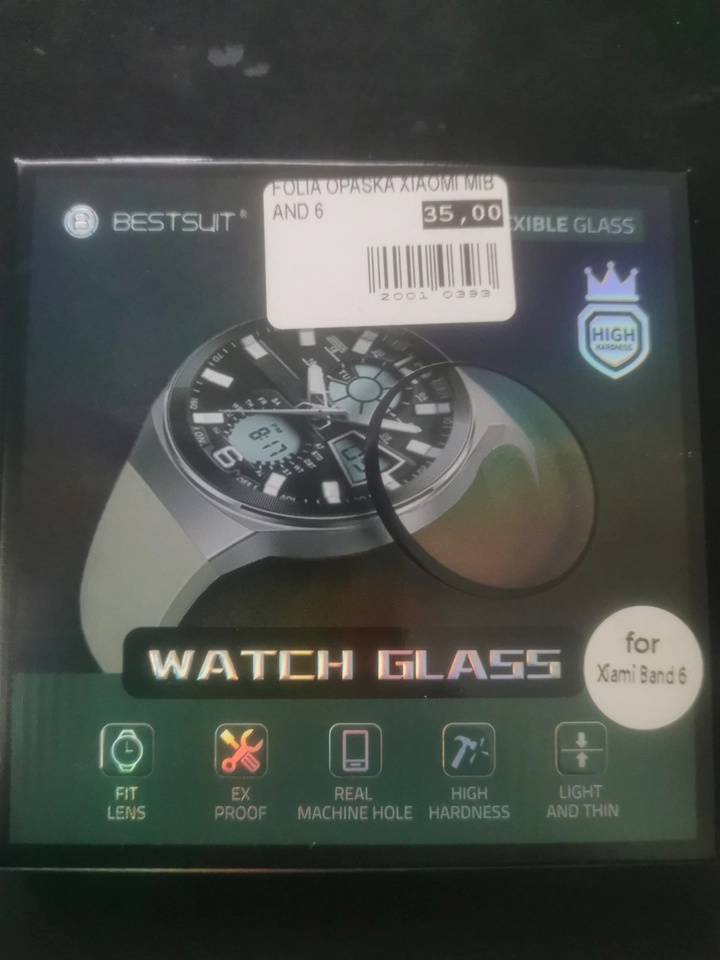 FOLIA OPASKA XIAOMI MIB
AND 6
35,00
2001 0393
BESTSUIT®
XIBLE GLASS
HIGH
HARDNESS
WATCH GLASS
for
Xiami Band 6
FIT
LENS
EX
PROOF
REAL
MACHINE HOLE
HIGH
HARDNESS
LIGHT
AND THIN